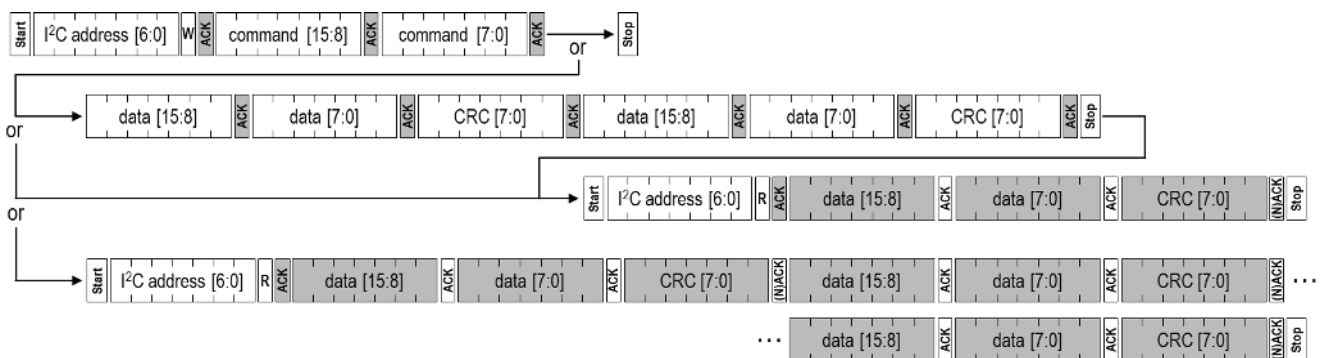 Start I²C address [6:0] W ACK command [15:8] ACK command [7:0] ACK or Stop
or data [15:8] ACK data [7:0] ACK CRC [7:0] ACK data [15:8] ACK data [7:0] ACK CRC [7:0] ACK Stop
Start I²C address [6:0] R ACK data [15:8] ACK data [7:0] ACK CRC [7:0] (N)ACK Stop
or
Start I²C address [6:0] R ACK data [15:8] ACK data [7:0] ACK CRC [7:0] (N)ACK data [15:8] ACK data [7:0] ACK CRC [7:0] (N)ACK ...
... data [15:8] ACK data [7:0] ACK CRC [7:0] (N)ACK Stop